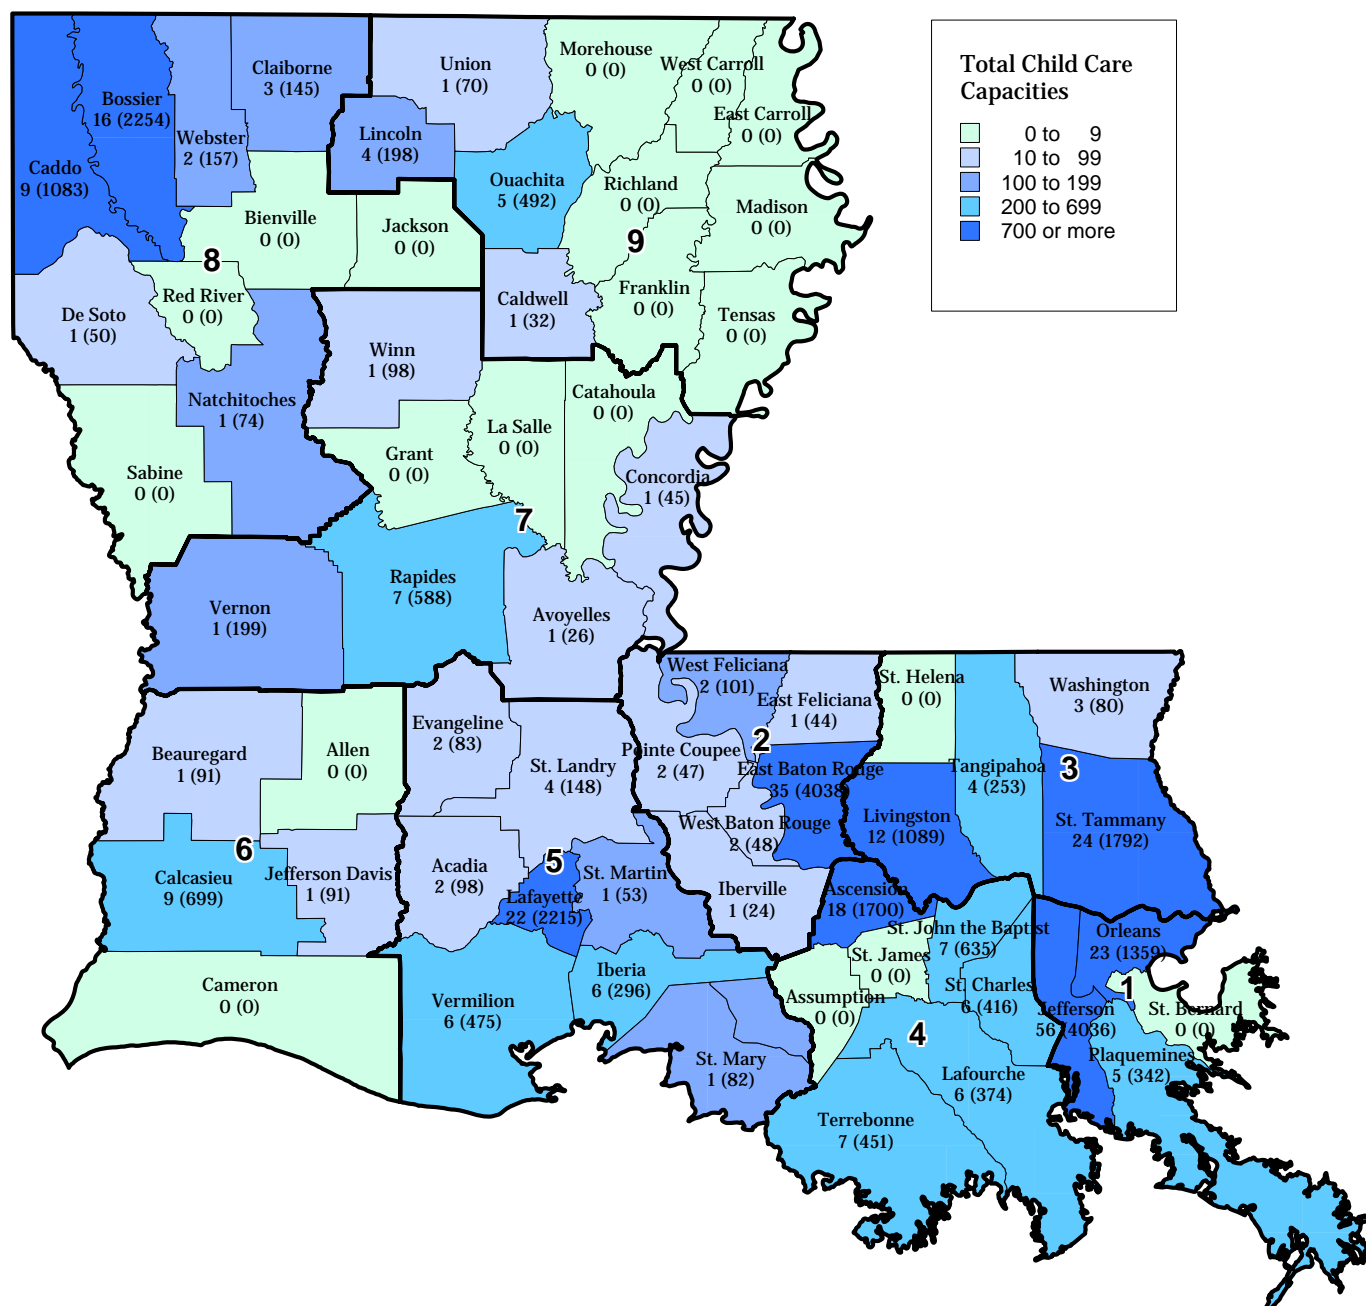 Total Child Care
Capacities
0 to 9
10 to 99
100 to 199
200 to 699
700 or more
Caddo
9 (1083)
Bossier
16 (2254)
Webster
2 (157)
Claiborne
3 (145)
Union
1 (70)
Lincoln
4 (198)
Morehouse
0 (0)
West Carroll
0 (0)
East Carroll
0 (0)
Ouachita
5 (492)
Richland
0 (0)
Madison
0 (0)
Bienville
0 (0)
Jackson
0 (0)
8
9
Red River
0 (0)
De Soto
1 (50)
Caldwell
1 (32)
Franklin
0 (0)
Tensas
0 (0)
Winn
1 (98)
Natchitoches
1 (74)
Catahoula
0 (0)
La Salle
0 (0)
Grant
0 (0)
Sabine
0 (0)
Concordia
1 (45)
7
Rapides
7 (588)
Vernon
1 (199)
Avoyelles
1 (26)
West Feliciana
2 (101)
East Feliciana
1 (44)
St. Helena
0 (0)
Washington
3 (80)
Beauregard
1 (91)
Allen
0 (0)
Evangeline
2 (83)
St. Landry
4 (148)
Pointe Coupee
2 (47)
2
East Baton Rouge
35 (4038)
Tangipahoa
4 (253)
3
Livingston
12 (1089)
St. Tammany
24 (1792)
West Baton Rouge
2 (48)
6
5
Calcasieu
9 (699)
Jefferson Davis
1 (91)
Acadia
2 (98)
Lafayette
22 (2215)
St. Martin
1 (53)
Iberville
1 (24)
Ascension
18 (1700)
St. John the Baptist
7 (635)
Orleans
23 (1359)
St. James
0 (0)
Cameron
0 (0)
Vermilion
6 (475)
Iberia
6 (296)
Assumption
0 (0)
St. Charles
6 (416)
1
Jefferson
56 (4036)
St. Bernard
0 (0)
4
St. Mary
1 (82)
Plaquemines
5 (342)
Lafourche
6 (374)
Terrebonne
7 (451)